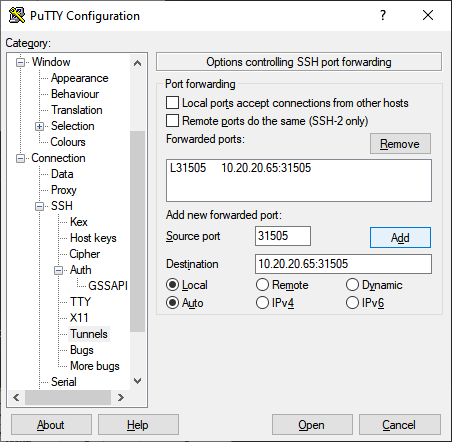 PuTTY Configuration
?
Category:
Window
Appearance
Behaviour
Translation
Selection
Colours
Connection
Data
Proxy
SSH
Kex
Host keys
Cipher
Auth
GSSAPI
TTY
X11
Tunnels
Bugs
More bugs
Serial
Options controlling SSH port forwarding
Port forwarding
Local ports accept connections from other hosts
Remote ports do the same (SSH-2 only)
Forwarded ports:
Remove
L31505 10.20.20.65:31505
Add new forwarded port:
Source port 31505 Add
Destination 10.20.20.65:31505
Local Remote Dynamic
Auto IPv4 IPv6
About Help Open Cancel